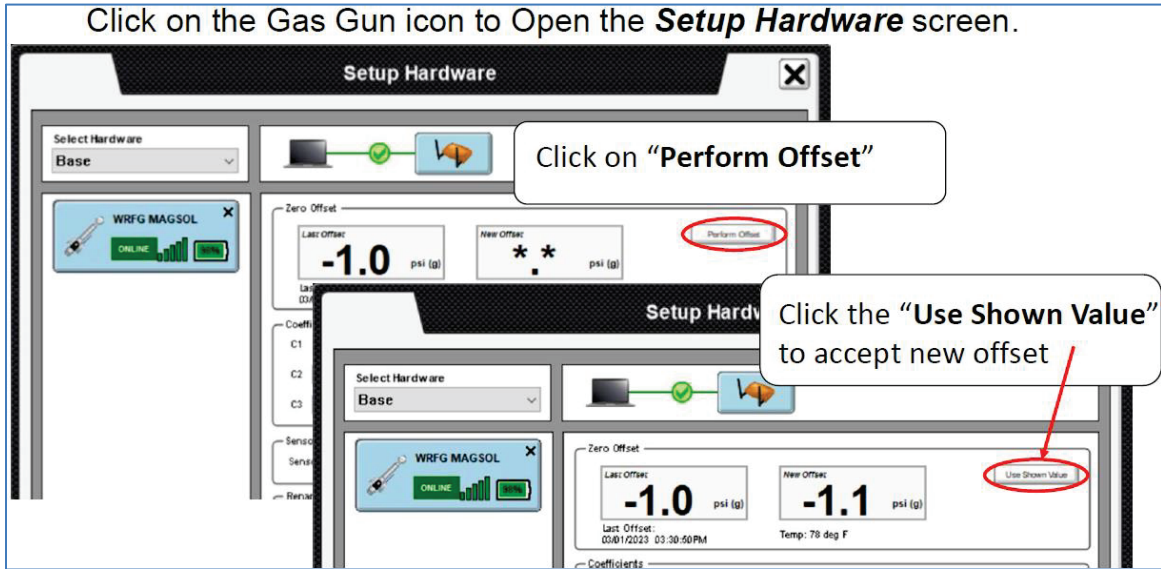 Click on the Gas Gun icon to Open the Setup Hardware screen.
Setup Hardware
Select Hardware
Base
Click on “Perform Offset”
WRFG MAGSOL
ONLINE
Zero Offset
Last Offset
-1.0 psi (g)
New Offset
*.* psi (g)
Perform Offset
C1
C2
C3
Setup Hardw
Click the “Use Shown Value”
to accept new offset
Select Hardware
Base
WRFG MAGSOL
ONLINE
Zero Offset
Last Offset
-1.0 psi (g)
Last Offset:
03/01/2023 03:30:50PM
New Offset
-1.1 psi (g)
Temp: 78 deg F
Use Shown Value
Coefficients